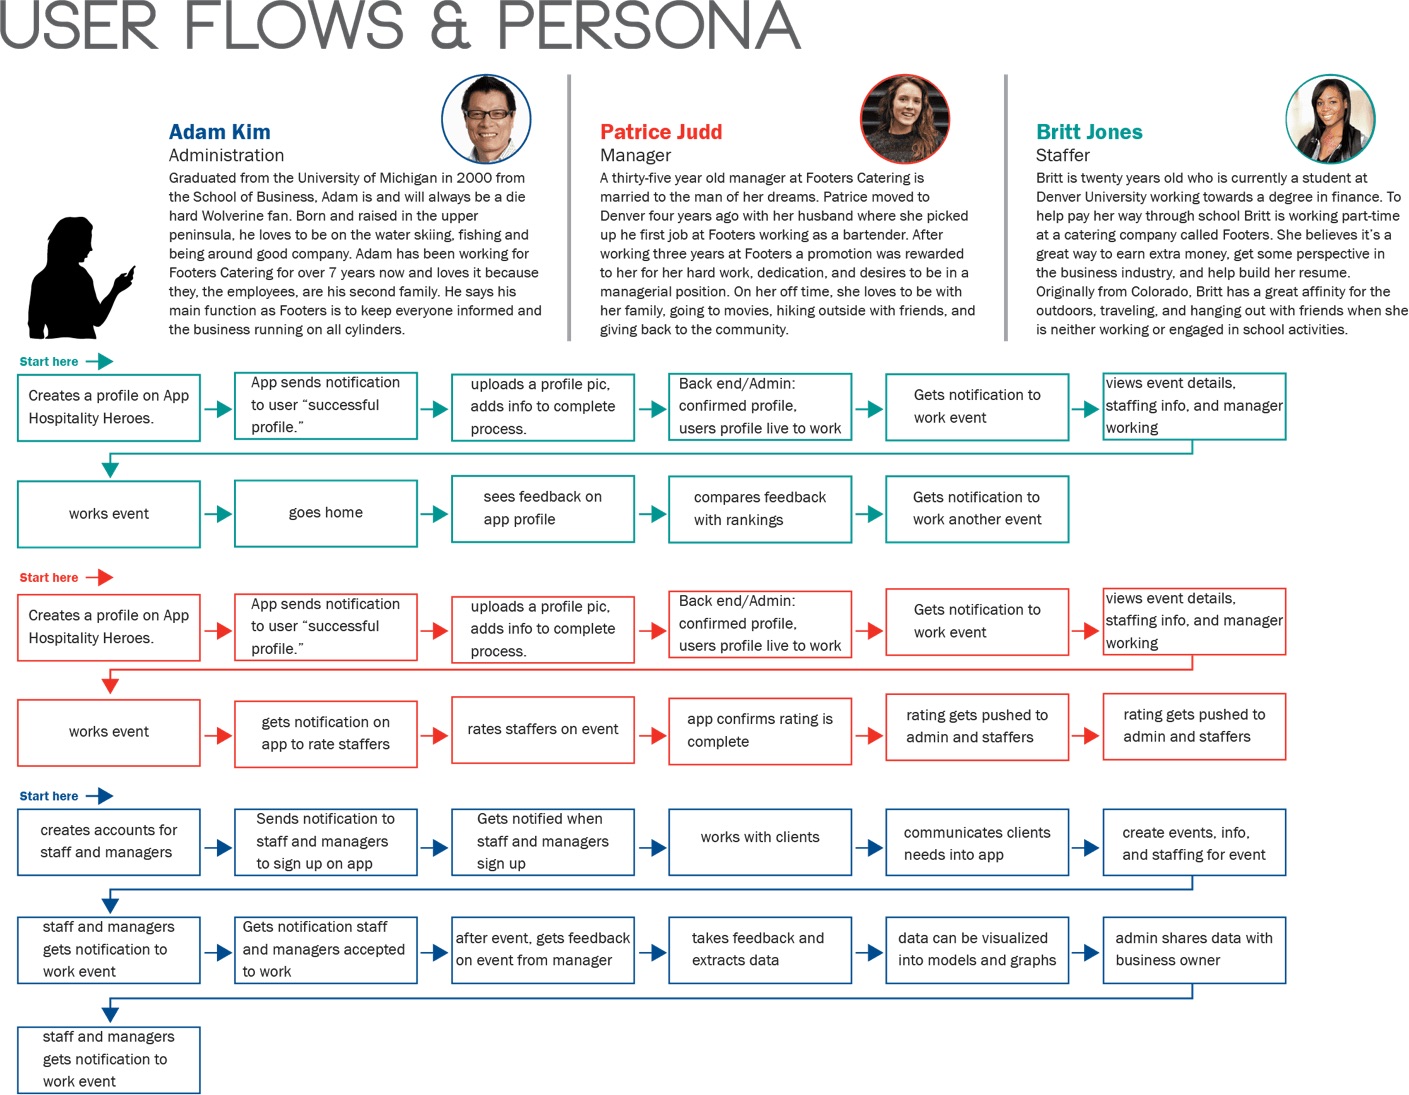 USER FLOWS & PERSONA
Adam Kim
Administration
Graduated from the University of Michigan in 2000 from
the School of Business, Adam is and will always be a die
hard Wolverine fan. Born and raised in the upper
peninsula, he loves to be on the water skiing, fishing and
being around good company. Adam has been working for
Footers Catering for over 7 years now and loves it because
they, the employees, are his second family. He says his
main function as Footers is to keep everyone informed and
the business running on all cylinders.
Patrice Judd
Manager
A thirty-five year old manager at Footers Catering is
married to the man of her dreams. Patrice moved to
Denver four years ago with her husband where she picked
up he first job at Footers working as a bartender. After
working three years at Footers a promotion was rewarded
to her for her hard work, dedication, and desires to be in a
managerial position. On her off time, she loves to be with
her family, going to movies, hiking outside with friends, and
giving back to the community.
Britt Jones
Staffer
Britt is twenty years old who is currently a student at
Denver University working towards a degree in finance. To
help pay her way through school Britt is working part-time
at a catering company called Footers. She believes it's a
great way to earn extra money, get some perspective in
the business industry, and help build her resume.
Originally from Colorado, Britt has a great affinity for the
outdoors, traveling, and hanging out with friends when she
is neither working or engaged in school activities.
Start here
Creates a profile on App
Hospitality Heroes.
App sends notification
to user “successful
profile.”
uploads a profile pic,
adds info to complete
process.
Back end/Admin:
confirmed profile,
users profile live to work
Gets notification to
work event
views event details,
staffing info, and manager
working
works event
goes home
sees feedback on
app profile
compares feedback
with rankings
Gets notification to
work another event
Start here
Creates a profile on App
Hospitality Heroes.
App sends notification
to user “successful
profile.”
uploads a profile pic,
adds info to complete
process.
Back end/Admin:
confirmed profile,
users profile live to work
Gets notification to
work event
views event details,
staffing info, and manager
working
works event
gets notification on
app to rate staffers
rates staffers on event
app confirms rating is
complete
rating gets pushed to
admin and staffers
rating gets pushed to
admin and staffers
Start here
creates accounts for
staff and managers
Sends notification to
staff and managers
to sign up on app
Gets notified when
staff and managers
sign up
works with clients
communicates clients
needs into app
create events, info,
and staffing for event
staff and managers
gets notification to
work event
Gets notification staff
and managers accepted
to work
after event, gets feedback
on event from manager
takes feedback and
extracts data
data can be visualized
into models and graphs
admin shares data with
business owner
staff and managers
gets notification to
work event